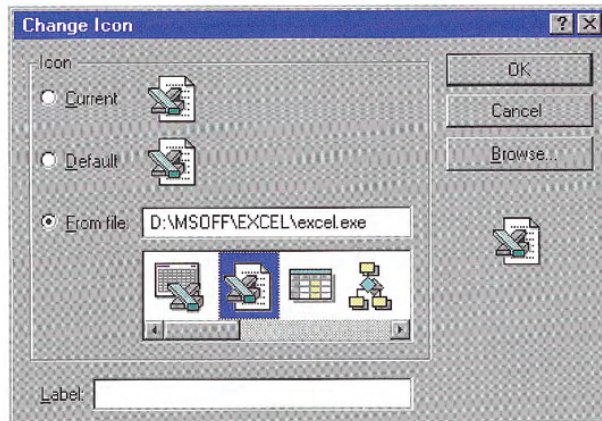 Change Icon
Icon
Current
Default
From file: D:\MSOFF\EXCEL\excel.exe
Label:
OK
Cancel
Browse...